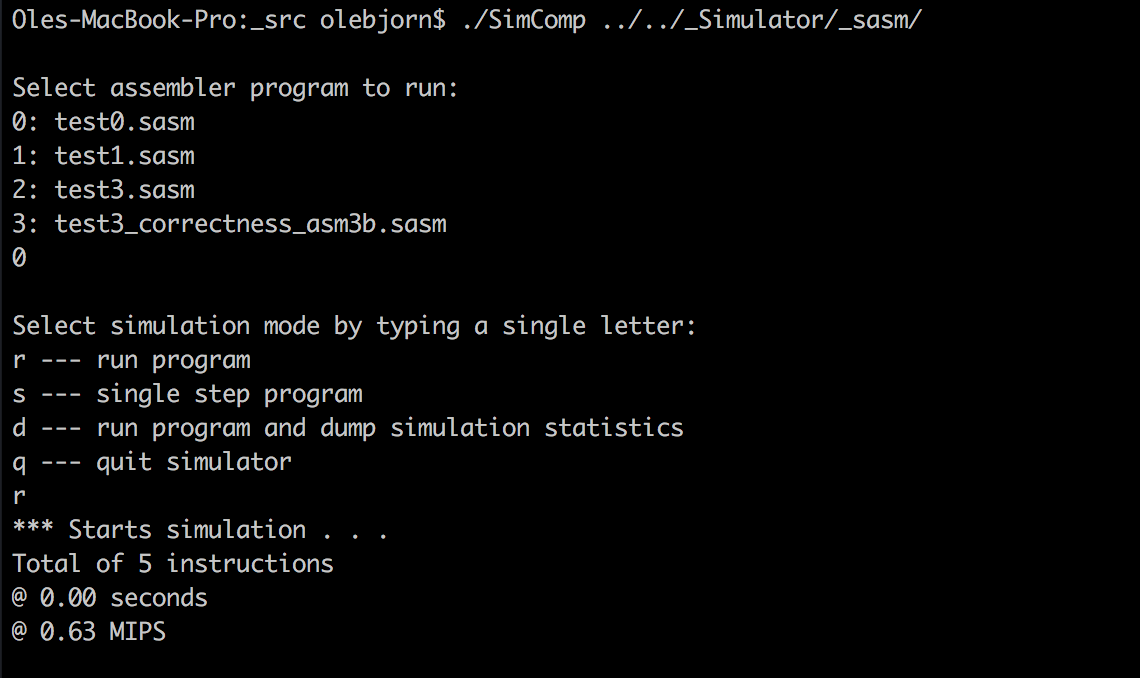 Oles-MacBook-Pro:_src olebjorn$ ./SimComp ../../_Simulator/_sasm/
Select assembler program to run:
0: test0.sasm
1: test1.sasm
2: test3.sasm
3: test3_correctness_asm3b.sasm
0
Select simulation mode by typing a single letter:
r --- run program
s --- single step program
d --- run program and dump simulation statistics
q --- quit simulator
r
*** Starts simulation . . .
Total of 5 instructions
@ 0.00 seconds
@ 0.63 MIPS